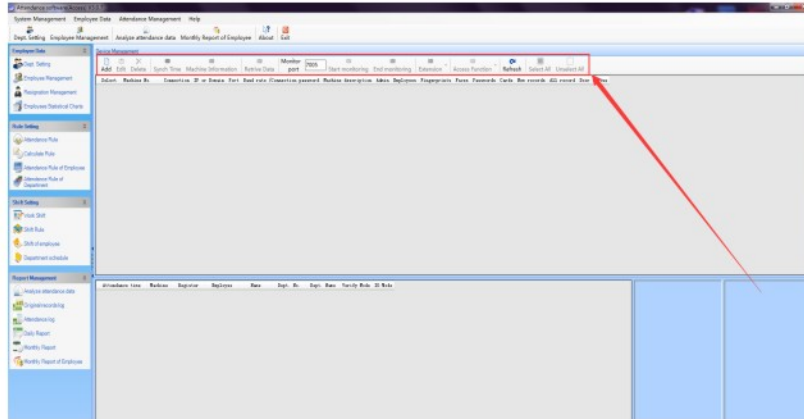 Attendance software
System Management Employee Data Attendance Management Help
Dept. Setting Employee Management Analyze attendance data Monthly Report of Employee About Exit
Employee Data
Dept. Setting
Employee Management
Resignation Management
Employees Statistical Charts
Rule Setting
Attendance Rule
Calculate Rule
Attendance Rule of Employee
Attendance Rule of
Department
Shift Setting
Work Shift
Shift Rule
Shift of employee
Department schedule
Report Management
Analyze attendance data
Original records log
Attendance log
Daily Report
Monthly Report
Monthly Report of Employee
Device Management
Add Edit Delete Synch Time Machine Information Retrive Data Monitor port 7005 Start monitoring End monitoring Extension Access Function Refresh Select All Unselect All
Select Machine No Connection IP or Domain Port Baud rate Connection password Machine description Admin Employees Fingerprints Faces Passwords Cards New records All record
Attendance time Machine Register Employee Name Dept. No Dept Name Verify Mode IO Mode